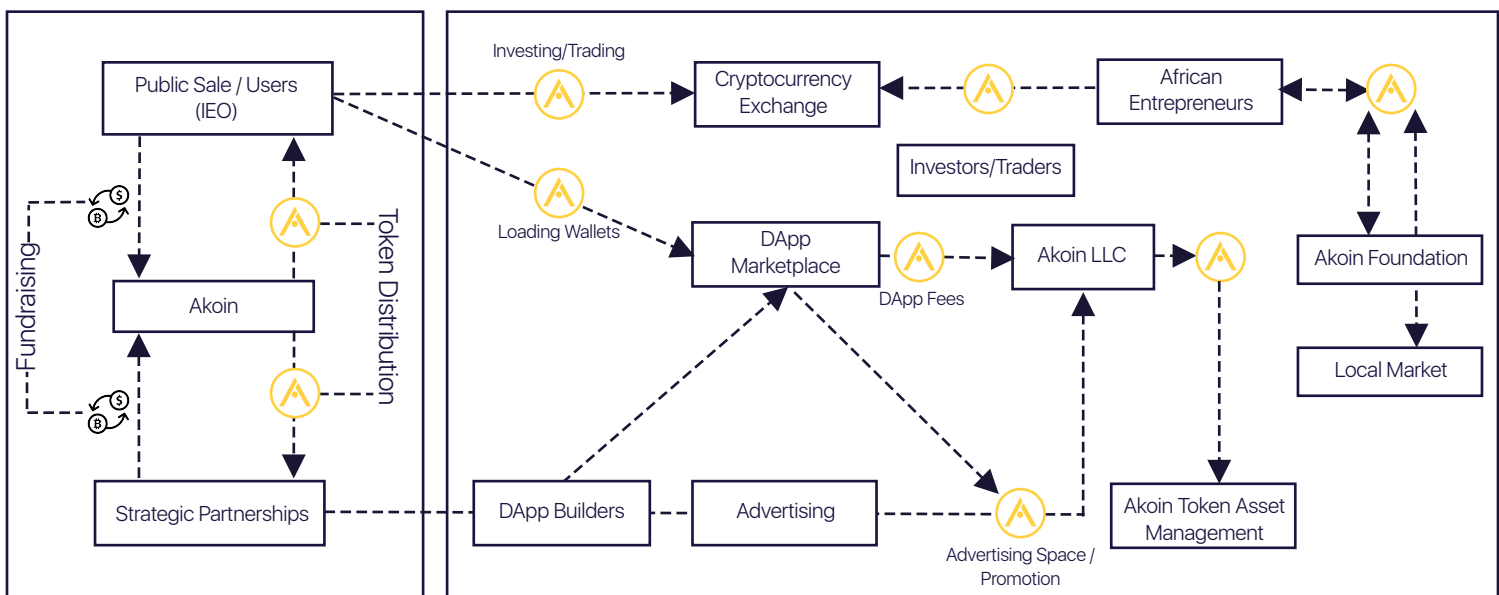 Public Sale / Users
(IEO)
Fundraising
Token Distribution
Akoin
Strategic Partnerships
Investing/Trading
Cryptocurrency
Exchange
African
Entrepreneurs
Investors/Traders
Loading Wallets
DApp
Marketplace
DApp Fees
Akoin LLC
Akoin Foundation
Local Market
DApp Builders
Advertising
Advertising Space /
Promotion
Akoin Token Asset
Management